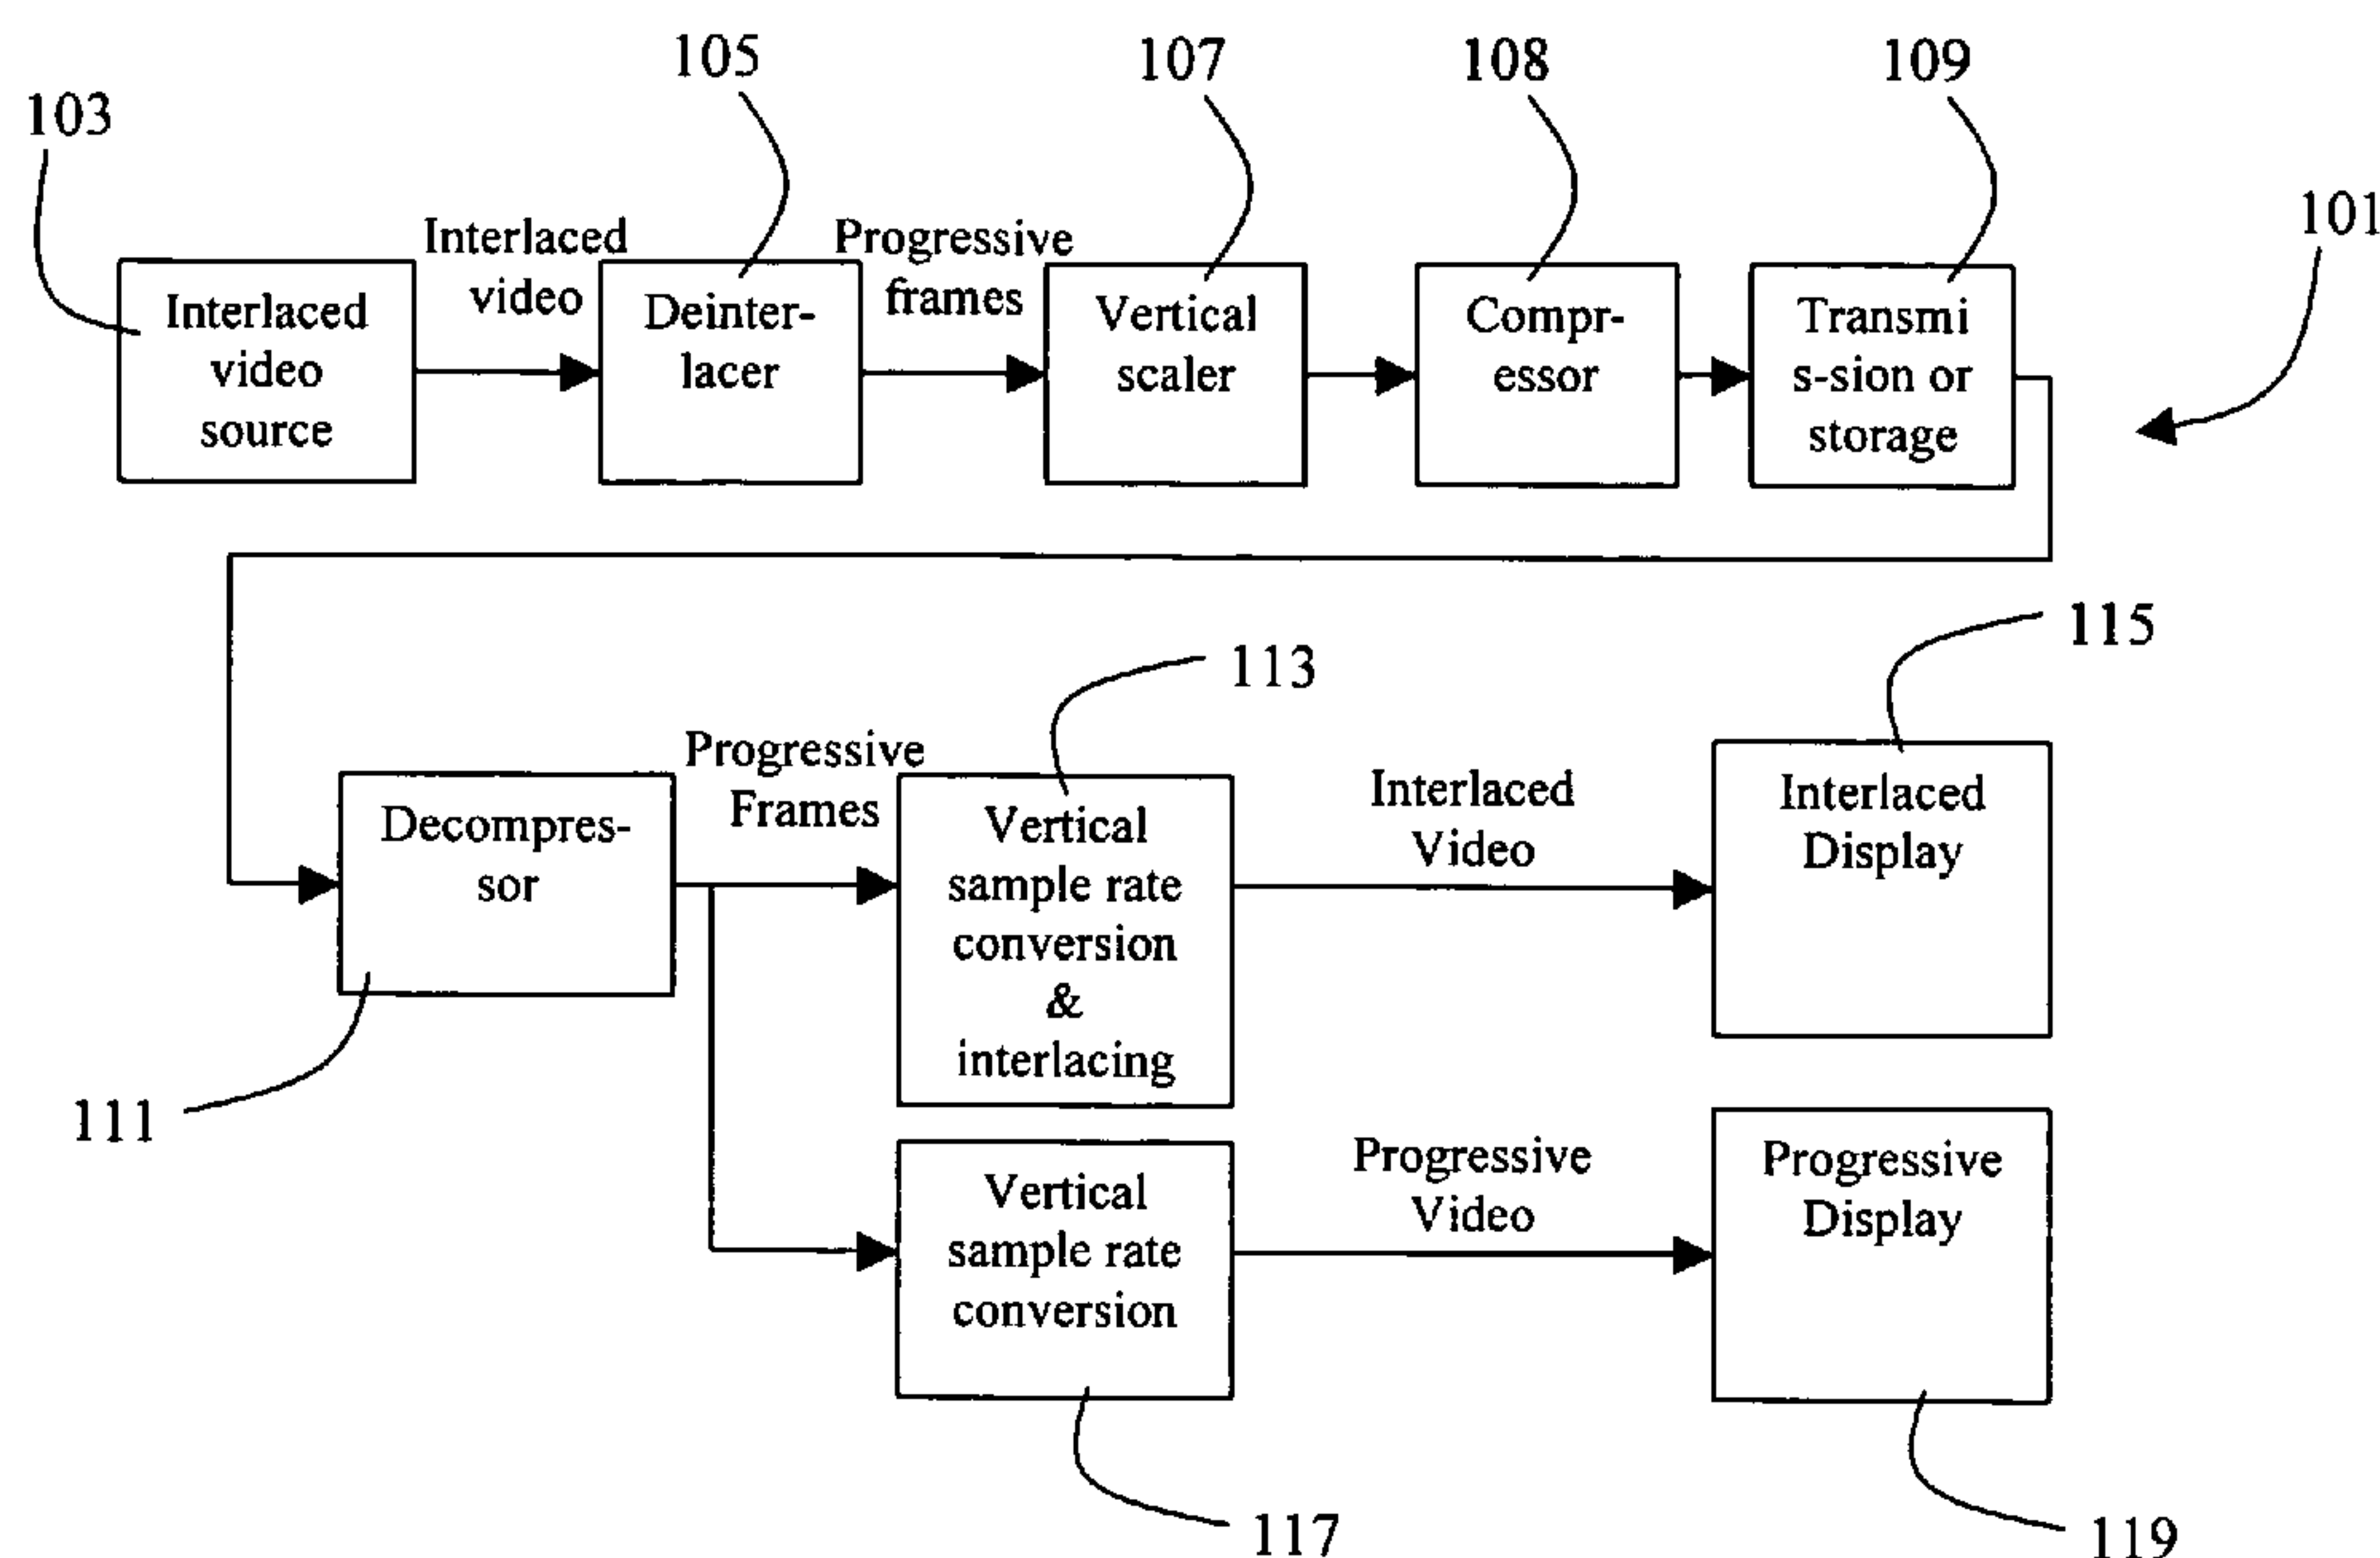 105
107
108
109
103
101
Interlaced
video
Progressive
frames
Interlaced
video
source
Deinter-
lacer
Vertical
scaler
Compr-
essor
Transmi
s-sion or
storage
115
113
Progressive
Frames
Interlaced
Video
Decompres-
sor
Vertical
sample rate
conversion
&
interlacing
Interlaced
Display
111
Vertical
sample rate
conversion
Progressive
Video
Progressive
Display
117
119